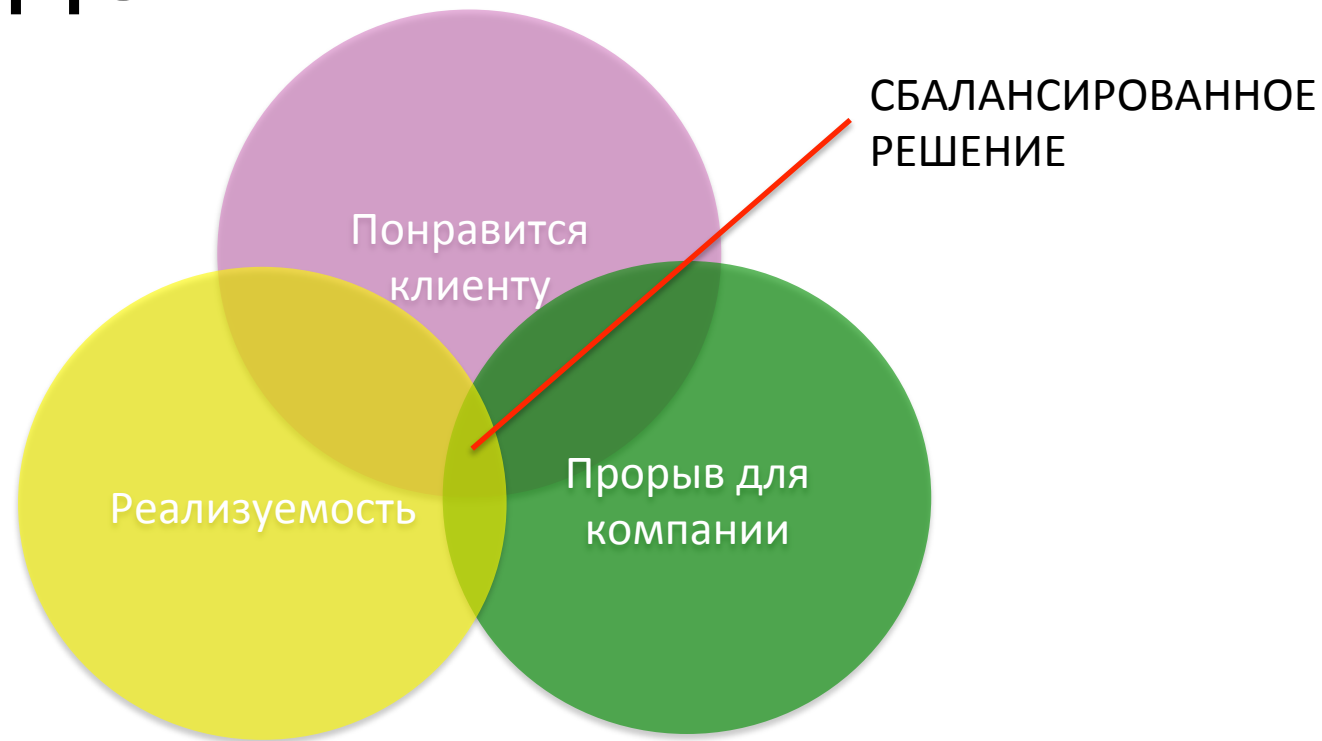 СБАЛАНСИРОВАННОЕ
РЕШЕНИЕ
Понравится
клиенту
Реализуемость
Прорыв для
компании